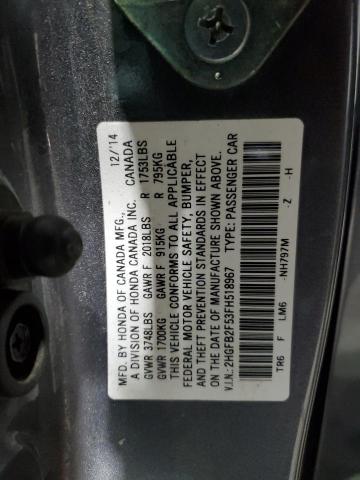 MFD. BY HONDA OF CANADA MFG., 12/'14
A DIVISION OF HONDA CANADA INC. CANADA
GVWR 3748LBS GAWR F 2018LBS R 1753LBS
GVWR 1700KG GAWR F 915KG R 795KG
THIS VEHICLE CONFORMS TO ALL APPLICABLE
FEDERAL MOTOR VEHICLE SAFETY, BUMPER,
AND THEFT PREVENTION STANDARDS IN EFFECT
ON THE DATE OF MANUFACTURE SHOWN ABOVE.
V.I.N.: 2HGFB2F53FH518967 TYPE: PASSENGER CAR
TR6 F LM6 -NH797M -Z -H